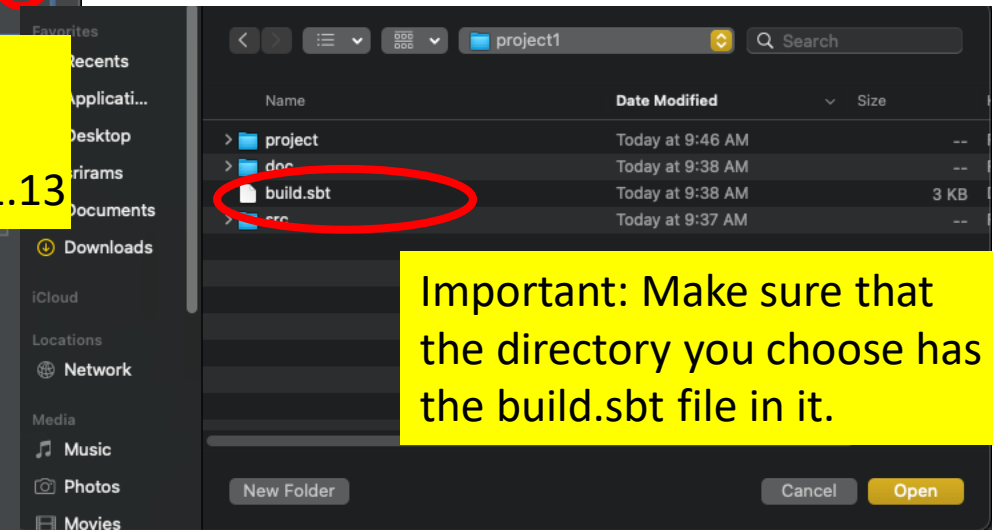 Favorites
Recents
Applicati...
Desktop
srirams
Documents
Downloads
iCloud
Locations
Network
Media
Music
Photos
Movies
.13
project1
Search
Name Date Modified Size
project Today at 9:46 AM --
doc Today at 9:38 AM --
build.sbt Today at 9:38 AM 3 KB
src Today at 9:37 AM --
Important: Make sure that
the directory you choose has
the build.sbt file in it.
New Folder Cancel Open